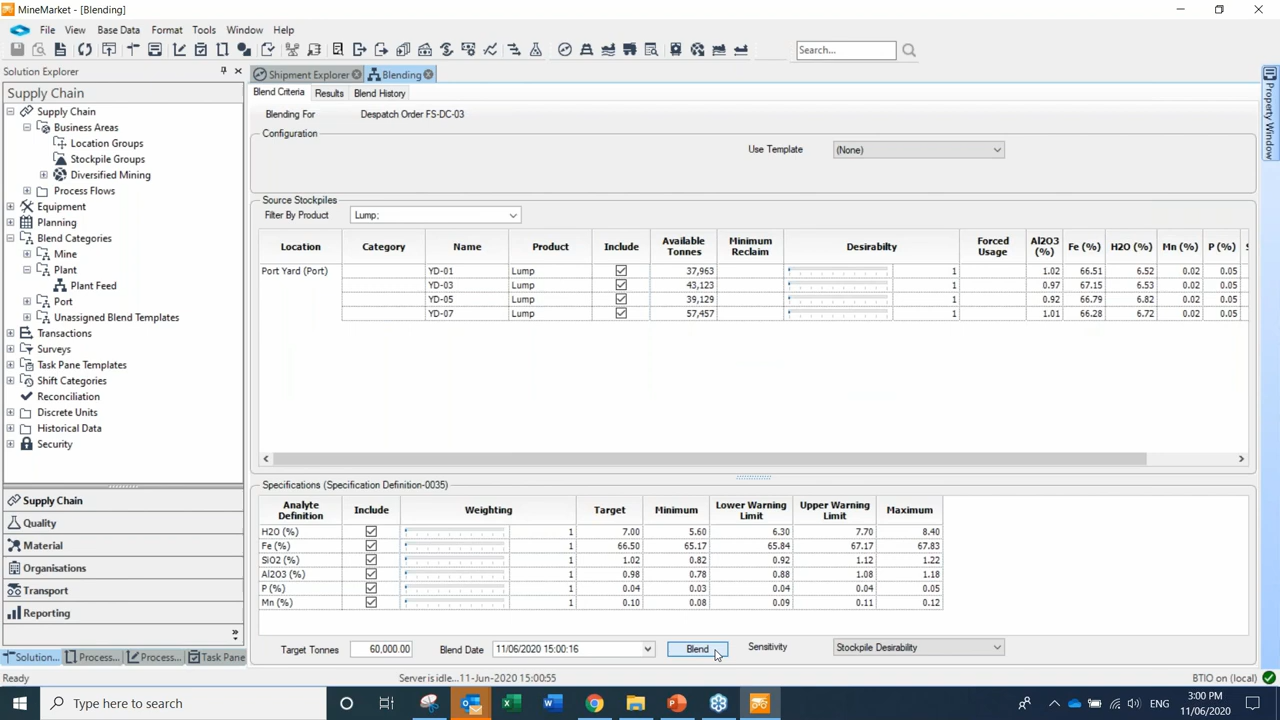 MineMarket - [Blending]
File View Base Data Format Tools Window Help
Search...
Solution Explorer
Shipment Explorer Blending
Supply Chain
Blend Criteria Results Blend History
Supply Chain
Business Areas
Location Groups
Stockpile Groups
Diversified Mining
Process Flows
Equipment
Planning
Blend Categories
Mine
Plant
Plant Feed
Port
Unassigned Blend Templates
Transactions
Surveys
Task Pane Templates
Shift Categories
Reconciliation
Discrete Units
Historical Data
Security
Supply Chain
Quality
Material
Organisations
Transport
Reporting
Solution... Process... Process... Task Pane
Blending For Despatch Order FS-DC-03
Configuration
Use Template (None)
Source Stockpiles
Filter By Product Lump;
Location Category Name Product Include Available Tonnes Minimum Reclaim Desirabilty Forced Usage Al2O3 (%) Fe (%) H2O (%) Mn (%) P (%) S
Port Yard (Port) YD-01 Lump 37,963 1 1.02 66.51 6.52 0.02 0.05
YD-03 Lump 43,123 1 0.97 67.15 6.53 0.02 0.05
YD-05 Lump 39,129 1 0.92 66.79 6.82 0.02 0.05
YD-07 Lump 57,457 1 1.01 66.28 6.72 0.02 0.05
Specifications (Specification Definition-0035)
Analyte Definition Include Weighting Target Minimum Lower Warning Limit Upper Warning Limit Maximum
H2O (%) 1 7.00 5.60 6.30 7.70 8.40
Fe (%) 1 66.50 65.17 65.84 67.17 67.83
SiO2 (%) 1 1.02 0.82 0.92 1.12 1.22
Al2O3 (%) 1 0.98 0.78 0.88 1.08 1.18
P (%) 1 0.04 0.03 0.04 0.04 0.05
Mn (%) 1 0.10 0.08 0.09 0.11 0.12
Target Tonnes 60,000.00 Blend Date 11/06/2020 15:00:16 Blend Sensitivity Stockpile Desirability
Property Window
Ready Server is idle...11-Jun-2020 15:00:55 BTIO on (local)
Type here to search
ENG 3:00 PM
11/06/2020